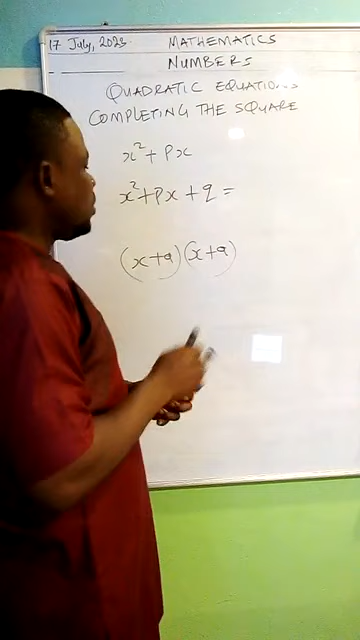 17 July, 2023 MATHEMATICS
NUMBERS
QUADRATIC EQUATIONS
COMPLETING THE SQUARE
x² + Px
x² + Px + q =
(x+q)(x+q)